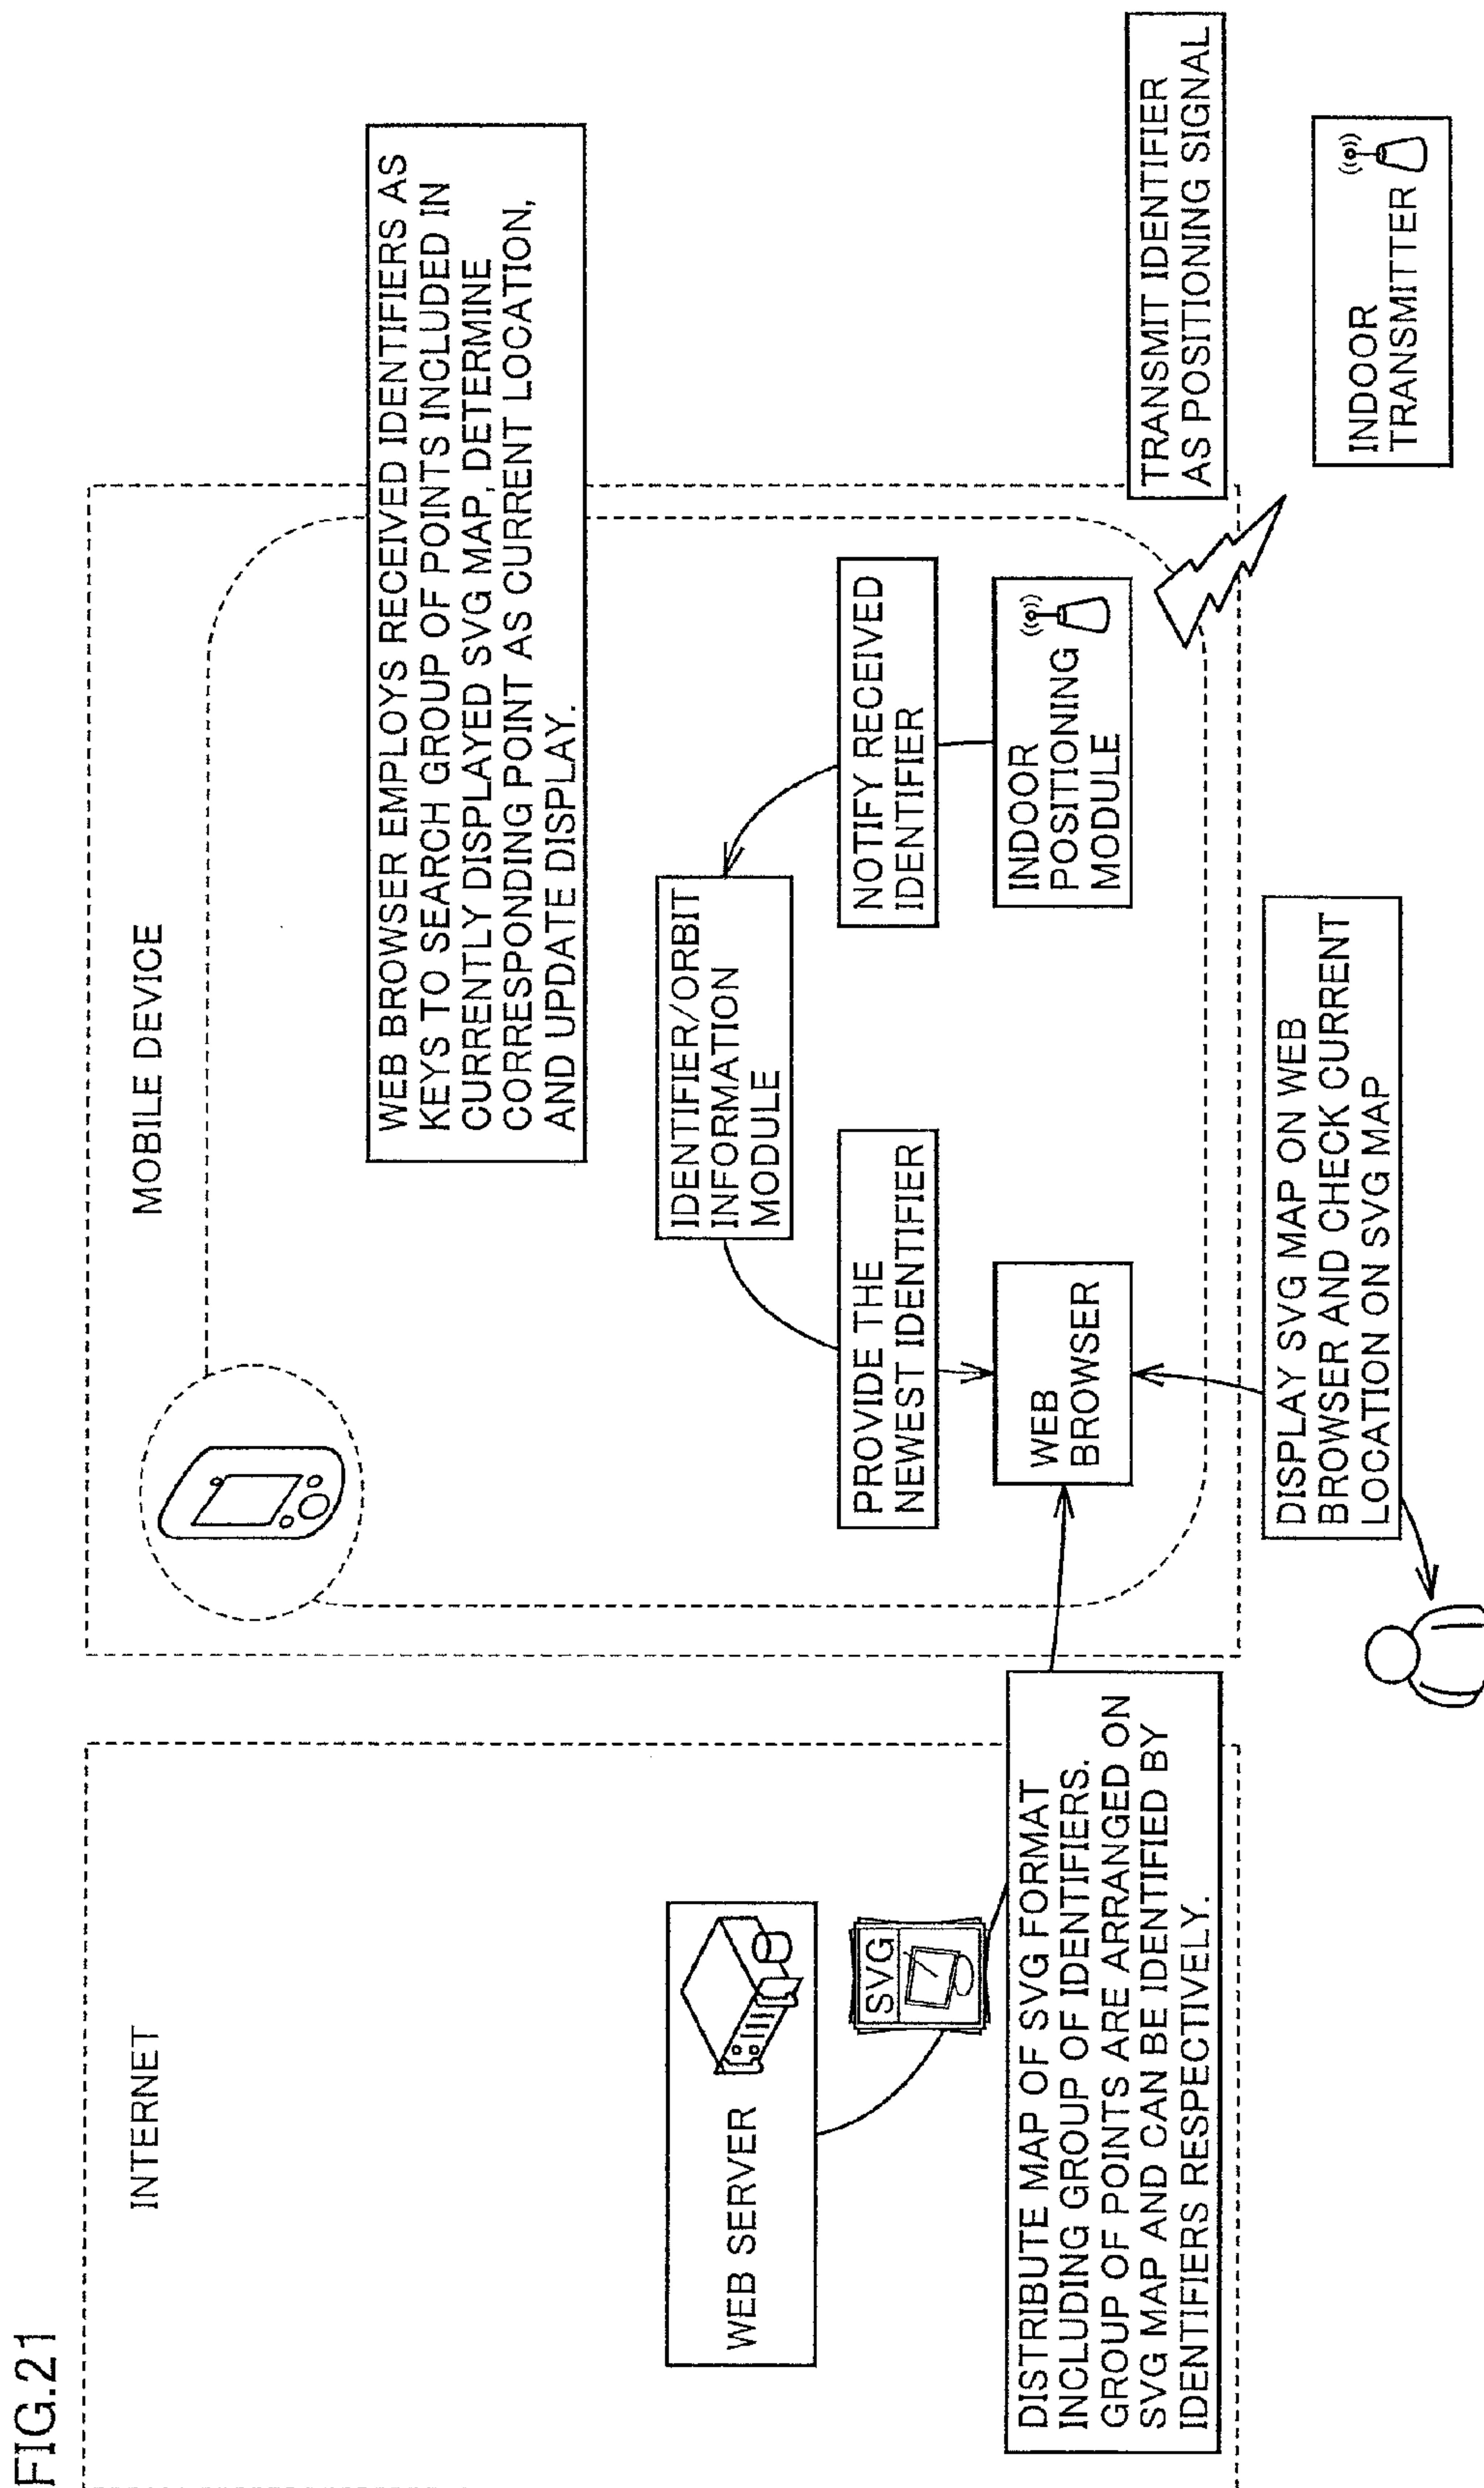 FIG.21
INTERNET
WEB SERVER
SVG
DISTRIBUTE MAP OF SVG FORMAT
INCLUDING GROUP OF IDENTIFIERS.
GROUP OF POINTS ARE ARRANGED ON
SVG MAP AND CAN BE IDENTIFIED BY
IDENTIFIERS RESPECTIVELY.
MOBILE DEVICE
WEB BROWSER EMPLOYS RECEIVED IDENTIFIERS AS
KEYS TO SEARCH GROUP OF POINTS INCLUDED IN
CURRENTLY DISPLAYED SVG MAP, DETERMINE
CORRESPONDING POINT AS CURRENT LOCATION,
AND UPDATE DISPLAY.
IDENTIFIER/ORBIT
INFORMATION
MODULE
PROVIDE THE
NEWEST IDENTIFIER
NOTIFY RECEIVED
IDENTIFIER
WEB
BROWSER
INDOOR
POSITIONING
MODULE
TRANSMIT IDENTIFIER
AS POSITIONING SIGNAL
DISPLAY SVG MAP ON WEB
BROWSER AND CHECK CURRENT
LOCATION ON SVG MAP
INDOOR
TRANSMITTER